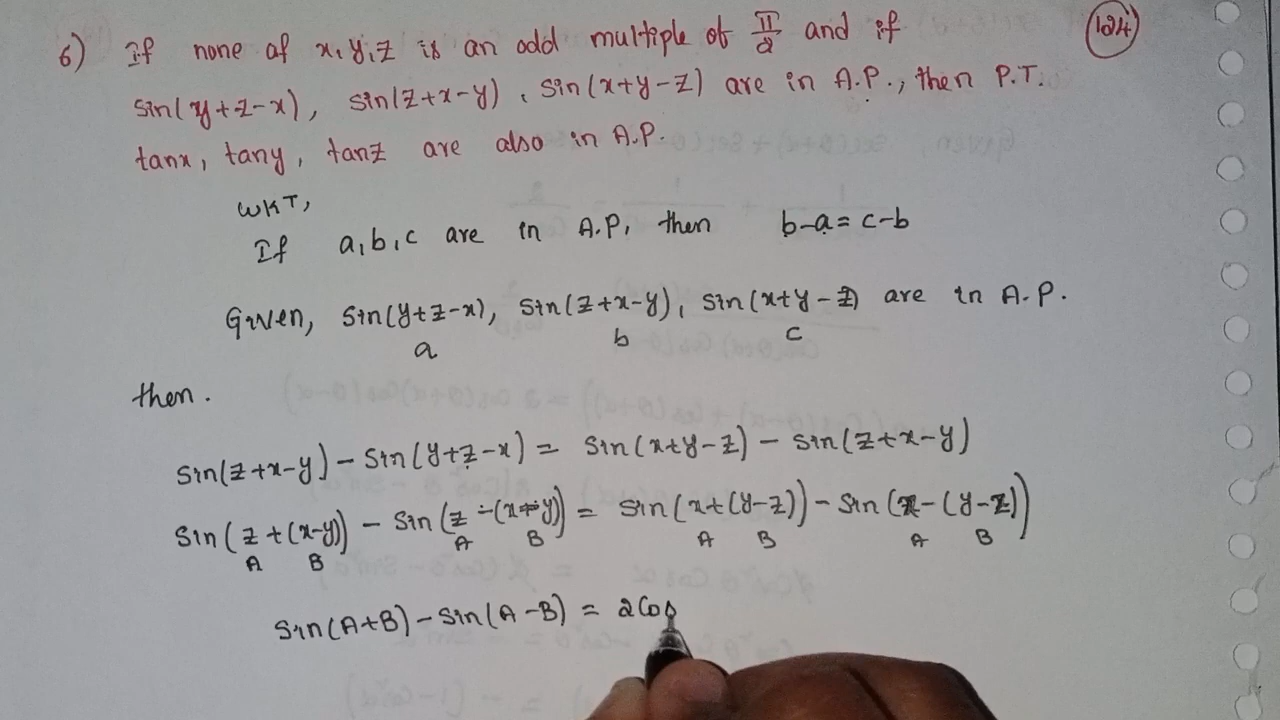 6) If none of x, y, z is an odd multiple of π/2 and if
124
sin(y+z-x), sin(z+x-y), sin(x+y-z) are in A.P., then P.T.
tanx, tany, tanz are also in A.P.
WKT,
If a, b, c are in A.P, then b-a = c-b
Given, sin(y+z-x), sin(z+x-y), sin(x+y-z) are in A.P.
a b c
then.
sin(z+x-y) - sin(y+z-x) = sin(x+y-z) - sin(z+x-y)
sin(z+(x-y)) - sin(z-(x-y)) = sin(x+(y-z)) - sin(x-(y-z))
A B A B A B A B
sin(A+B) - sin(A-B) = 2cos